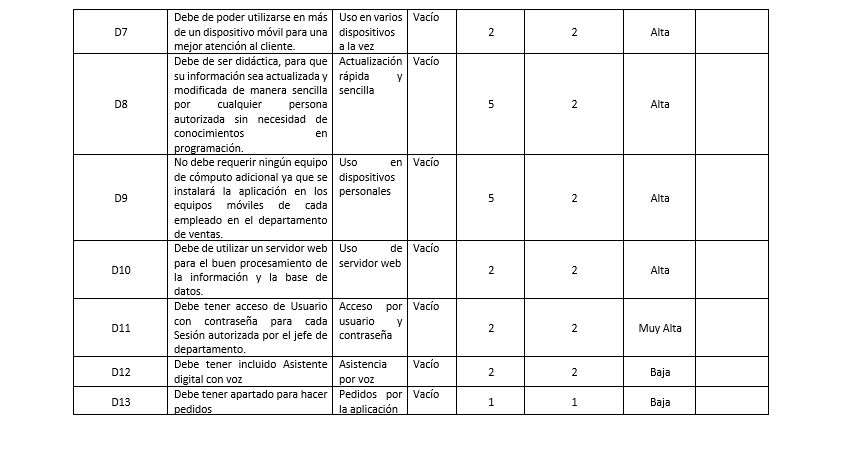 D7
Debe de poder utilizarse en más
de un dispositivo móvil para una
mejor atención al cliente.
Uso en varios
dispositivos
a la vez
Vacío
2
2
Alta
D8
Debe de ser didáctica, para que
su información sea actualizada y
modificada de manera sencilla
por cualquier persona
autorizada sin necesidad de
conocimientos en
programación.
Actualización
rápida y
sencilla
Vacío
5
2
Alta
D9
No debe requerir ningún equipo
de cómputo adicional ya que se
instalará la aplicación en los
equipos móviles de cada
empleado en el departamento
de ventas.
Uso en
dispositivos
personales
Vacío
5
2
Alta
D10
Debe de utilizar un servidor web
para el buen procesamiento de
la información y la base de
datos.
Uso de
servidor web
Vacío
2
2
Alta
D11
Debe tener acceso de Usuario
con contraseña para cada
Sesión autorizada por el jefe de
departamento.
Acceso por
usuario y
contraseña
Vacío
2
2
Muy Alta
D12
Debe tener incluido Asistente
digital con voz
Asistencia
por voz
Vacío
2
2
Baja
D13
Debe tener apartado para hacer
pedidos
Pedidos por
la aplicación
Vacío
1
1
Baja